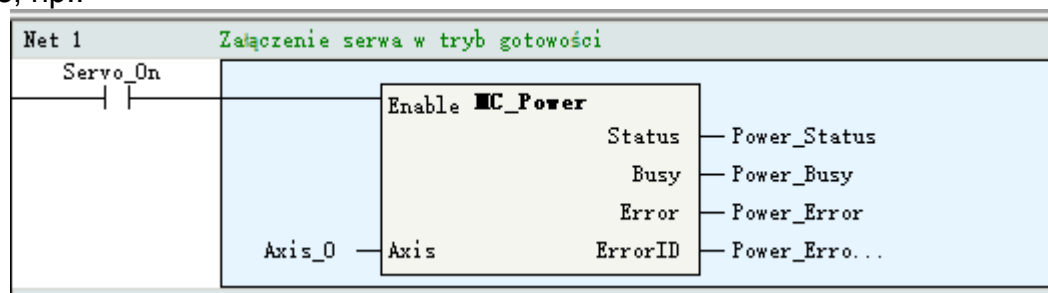 Net 1 Załączenie serwa w tryb gotowości
Servo_On
Enable MC_Power
Status Power_Status
Busy Power_Busy
Error Power_Error
Axis_0 Axis ErrorID Power_Erro...